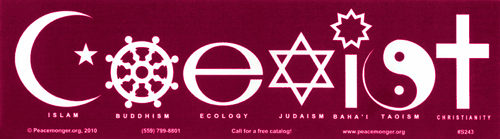 Coexist
ISLAM BUDDHISM ECOLOGY JUDAISM BAHA'I TAOISM CHRISTIANITY
© Peacemonger.org, 2010 (559) 799-8801 Call for a free catalog! www.peacemonger.org #S243